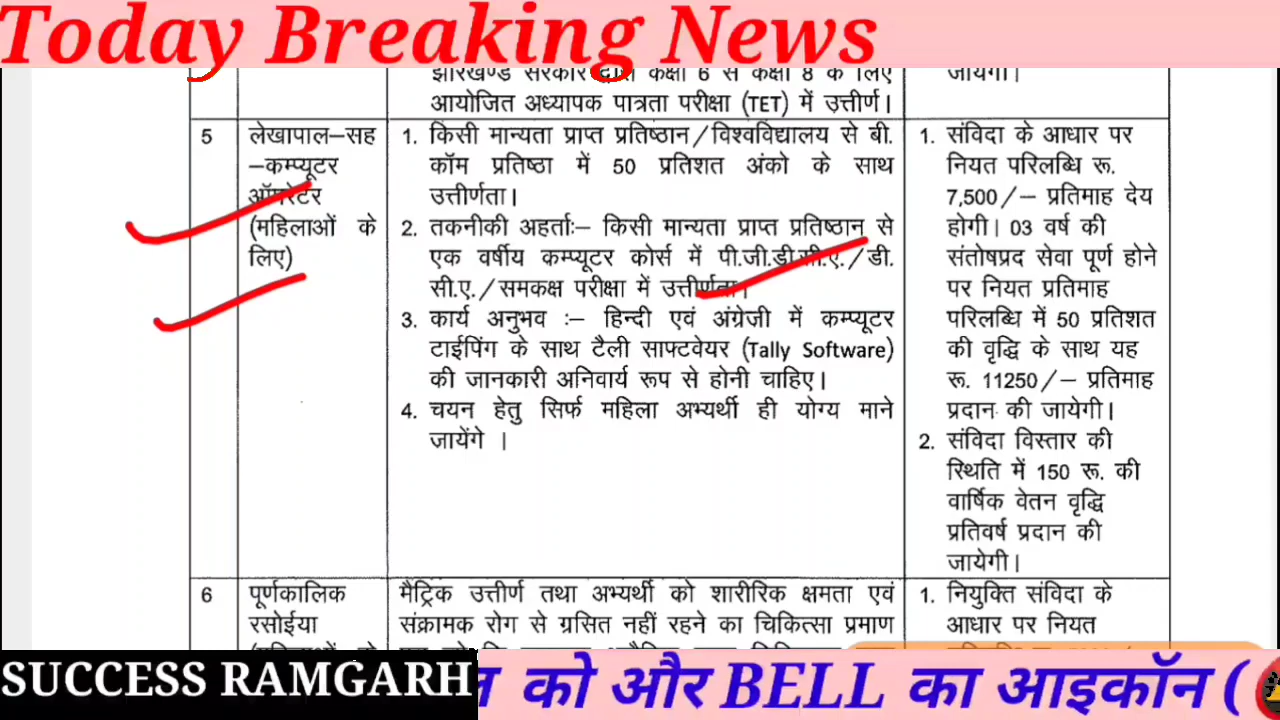 Today Breaking News
झारखण्ड सरकार द्वारा कक्षा 6 से कक्षा 8 के लिए
आयोजित अध्यापक पात्रता परीक्षा (TET) में उत्तीर्ण।
जायेगी।
5
लेखापाल–सह
–कम्प्यूटर
ऑपरेटर
(महिलाओं के
लिए)
1. किसी मान्यता प्राप्त प्रतिष्ठान/विश्वविद्यालय से बी.
कॉम प्रतिष्ठा में 50 प्रतिशत अंको के साथ
उत्तीर्णता।
2. तकनीकी अहर्ताः– किसी मान्यता प्राप्त प्रतिष्ठान से
एक वर्षीय कम्प्यूटर कोर्स में पी.जी.डी.सी.ए./डी.
सी.ए./समकक्ष परीक्षा में उत्तीर्णता।
3. कार्य अनुभव :– हिन्दी एवं अंग्रेजी में कम्प्यूटर
टाईपिंग के साथ टैली साफ्टवेयर (Tally Software)
की जानकारी अनिवार्य रूप से होनी चाहिए।
4. चयन हेतु सिर्फ महिला अभ्यर्थी ही योग्य माने
जायेंगे ।
1. संविदा के आधार पर
नियत परिलब्धि रू.
7,500/– प्रतिमाह देय
होगी। 03 वर्ष की
संतोषप्रद सेवा पूर्ण होने
पर नियत प्रतिमाह
परिलब्धि में 50 प्रतिशत
की वृद्धि के साथ यह
रू. 11250/– प्रतिमाह
प्रदान की जायेगी।
2. संविदा विस्तार की
स्थिति में 150 रू. की
वार्षिक वेतन वृद्धि
प्रतिवर्ष प्रदान की
जायेगी।
6
पूर्णकालिक
रसोईया
मैट्रिक उत्तीर्ण तथा अभ्यर्थी को शारीरिक क्षमता एवं
संक्रामक रोग से ग्रसित नहीं रहने का चिकित्सा प्रमाण
1. नियुक्ति संविदा के
आधार पर नियत
SUCCESS RAMGARH
को और BELL का आइकॉन (